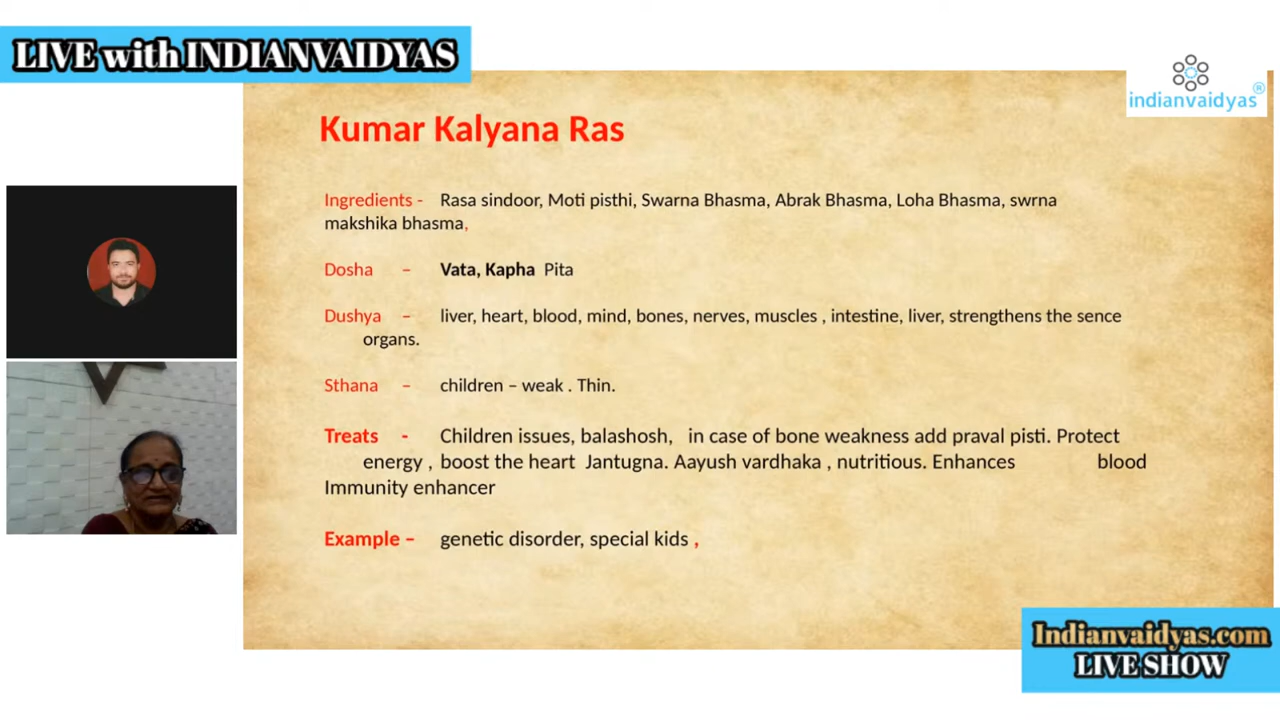 LIVE with INDIANVAIDYAS
indianvaidyas®
Kumar Kalyana Ras
Ingredients - Rasa sindoor, Moti pisthi, Swarna Bhasma, Abrak Bhasma, Loha Bhasma, swrna
makshika bhasma,
Dosha – Vata, Kapha Pita
Dushya – liver, heart, blood, mind, bones, nerves, muscles , intestine, liver, strengthens the sence
organs.
Sthana – children – weak . Thin.
Treats - Children issues, balashosh, in case of bone weakness add praval pisti. Protect
energy , boost the heart Jantugna. Aayush vardhaka , nutritious. Enhances blood
Immunity enhancer
Example – genetic disorder, special kids ,
Indianvaidyas.com
LIVE SHOW